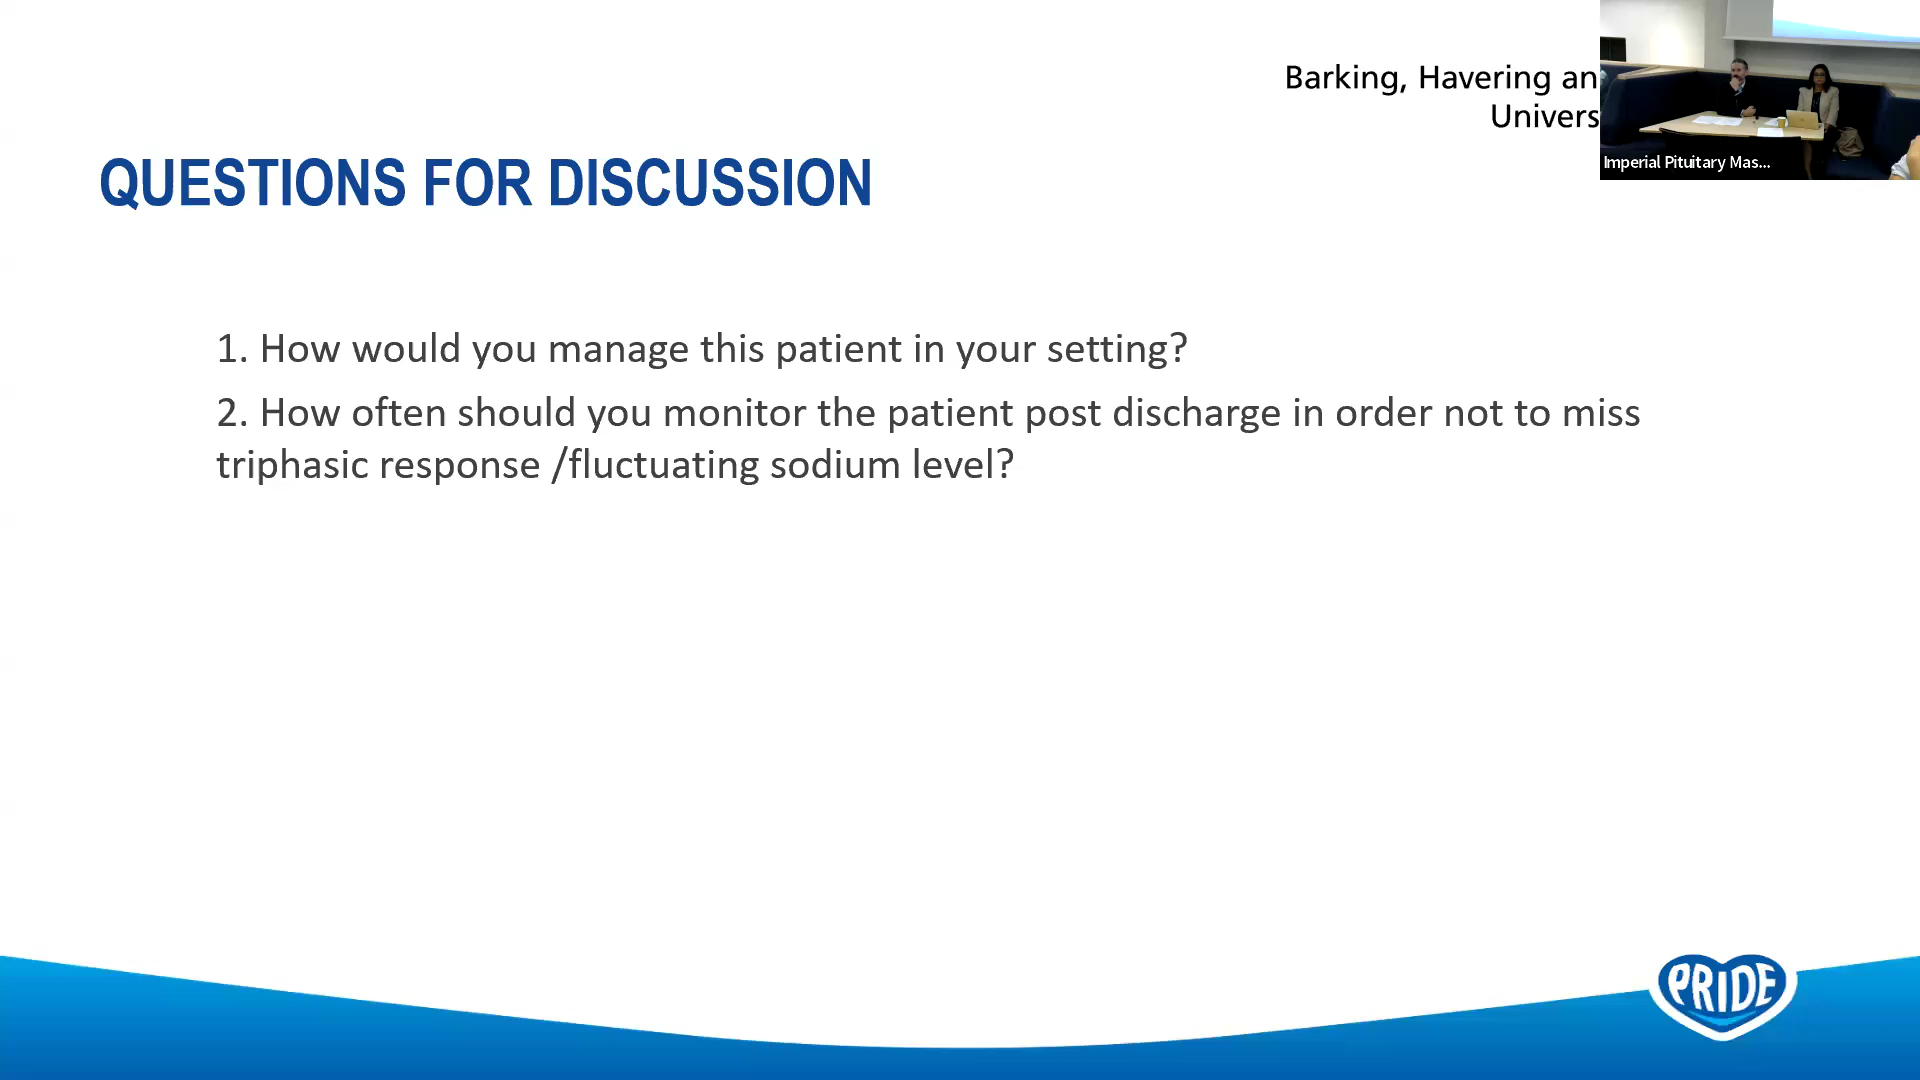 Barking, Havering an
Univers
Imperial Pituitary Mas...
QUESTIONS FOR DISCUSSION
1. How would you manage this patient in your setting?
2. How often should you monitor the patient post discharge in order not to miss
triphasic response /fluctuating sodium level?
PRIDE